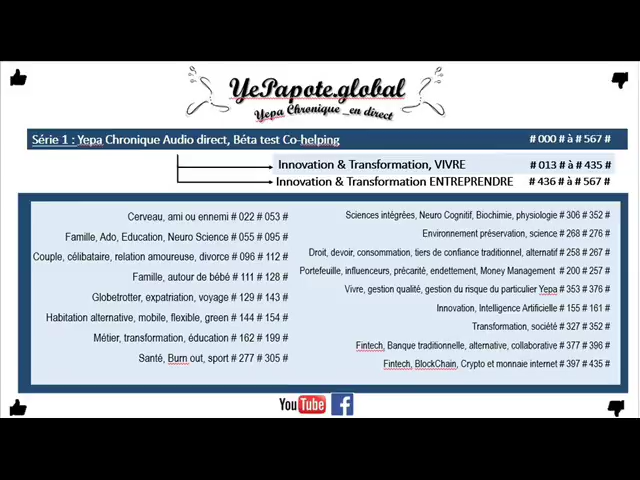 YePapote.global
Yepa Chronique _en direct
Série 1 : Yepa Chronique Audio direct, Béta test Co-helping # 000 # à # 567 #
Innovation & Transformation, VIVRE # 013 # à # 435 #
Innovation & Transformation ENTREPRENDRE # 436 # à # 567 #
Cerveau, ami ou ennemi # 022 # 053 #
Famille, Ado, Education, Neuro Science # 055 # 095 #
Couple, célibataire, relation amoureuse, divorce # 096 # 112 #
Famille, autour de bébé # 111 # 128 #
Globetrotter, expatriation, voyage # 129 # 143 #
Habitation alternative, mobile, flexible, green # 144 # 154 #
Métier, transformation, éducation # 162 # 199 #
Santé, Burn out, sport # 277 # 305 #
Sciences intégrées, Neuro Cognitif, Biochimie, physiologie # 306 # 352 #
Environnement préservation, science # 268 # 276 #
Droit, devoir, consommation, tiers de confiance traditionnel, alternatif # 258 # 267 #
Portefeuille, influenceurs, précarité, endettement, Money Management # 200 # 257 #
Vivre, gestion qualité, gestion du risque du particulier Yepa # 353 # 376 #
Innovation, Intelligence Artificielle # 155 # 161 #
Transformation, société # 327 # 352 #
Fintech, Banque traditionnelle, alternative, collaborative # 377 # 396 #
Fintech, BlockChain, Crypto et monnaie internet # 397 # 435 #
YouTube f